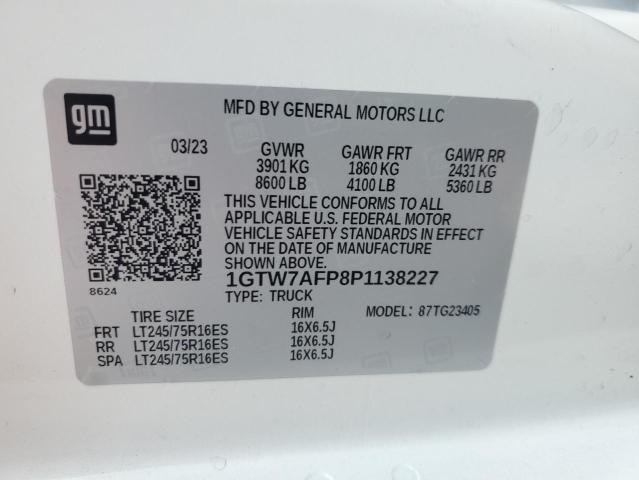 gm
MFD BY GENERAL MOTORS LLC
03/23 GVWR GAWR FRT GAWR RR
3901 KG 1860 KG 2431 KG
8600 LB 4100 LB 5360 LB
THIS VEHICLE CONFORMS TO ALL
APPLICABLE U.S. FEDERAL MOTOR
VEHICLE SAFETY STANDARDS IN EFFECT
ON THE DATE OF MANUFACTURE
SHOWN ABOVE.
1GTW7AFP8P1138227
8624
TYPE: TRUCK
TIRE SIZE RIM MODEL: 87TG23405
FRT LT245/75R16ES 16X6.5J
RR LT245/75R16ES 16X6.5J
SPA LT245/75R16ES 16X6.5J